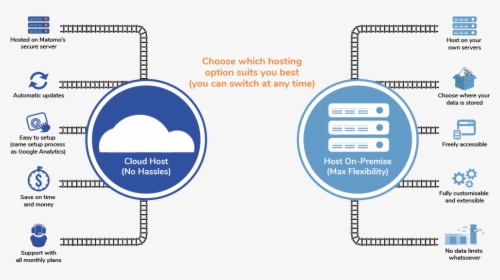 Hosted on Matomo's
secure server
Automatic updates
Easy to setup
(same setup process
as Google Analytics)
Save on time
and money
Support with
all monthly plans
Cloud Host
(No Hassles)
Choose which hosting
option suits you best
(you can switch at any time)
Host On-Premise
(Max Flexibility)
Host on your
own servers
Choose where your
data is stored
Freely accessible
Fully customisable
and extensible
No data limits
whatsoever